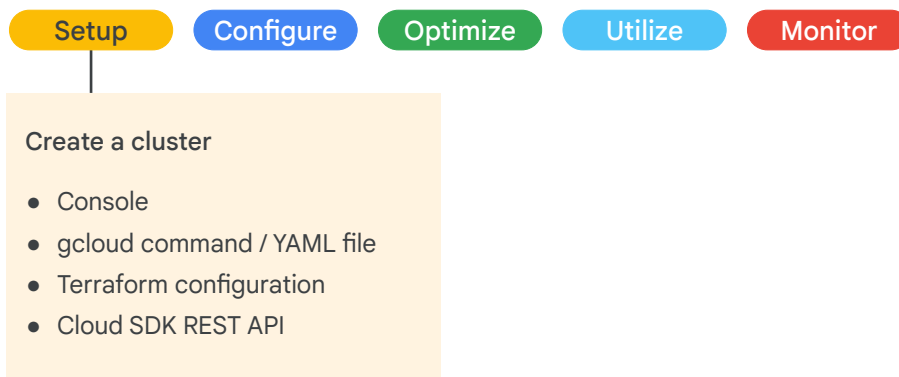 Setup
Configure
Optimize
Utilize
Monitor
Create a cluster
● Console
● gcloud command / YAML file
● Terraform configuration
● Cloud SDK REST API